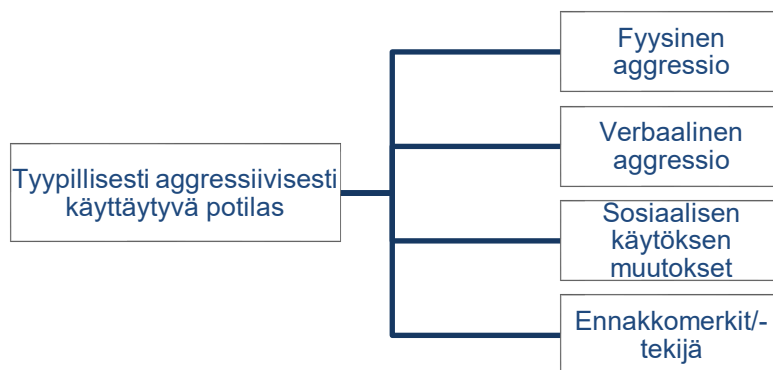 Tyypillisesti aggressiivisesti
käyttäytyvä potilas
Fyysinen
aggressio
Verbaalinen
aggressio
Sosiaalisen
käytöksen
muutokset
Ennakkomerkit/-
tekijä